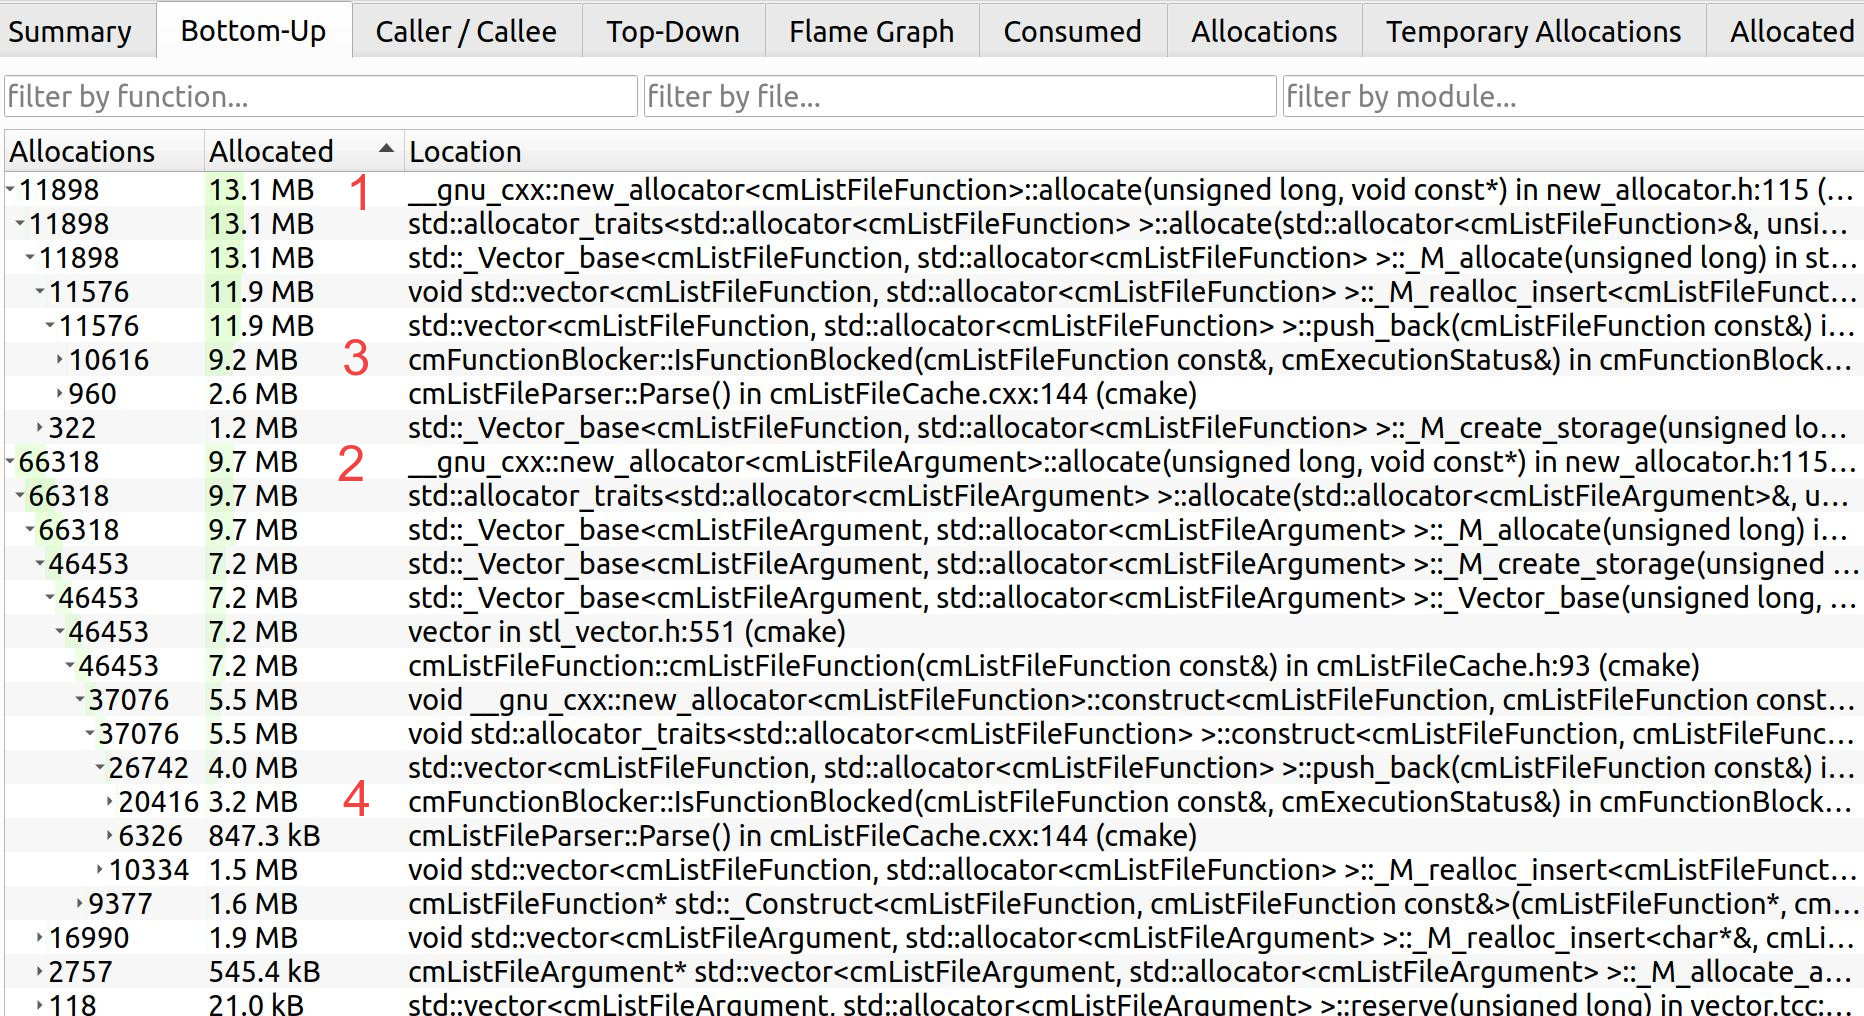 Summary Bottom-Up Caller / Callee Top-Down Flame Graph Consumed Allocations Temporary Allocations Allocated
filter by function... filter by file... filter by module...
Allocations Allocated Location
11898 13.1 MB 1 __gnu_cxx::new_allocator<cmListFileFunction>::allocate(unsigned long, void const*) in new_allocator.h:115 (...
11898 13.1 MB std::allocator_traits<std::allocator<cmListFileFunction> >::allocate(std::allocator<cmListFileFunction>&, unsi...
11898 13.1 MB std::_Vector_base<cmListFileFunction, std::allocator<cmListFileFunction> >::_M_allocate(unsigned long) in st...
11576 11.9 MB void std::vector<cmListFileFunction, std::allocator<cmListFileFunction> >::_M_realloc_insert<cmListFileFunct...
11576 11.9 MB std::vector<cmListFileFunction, std::allocator<cmListFileFunction> >::push_back(cmListFileFunction const&) i...
10616 9.2 MB 3 cmFunctionBlocker::IsFunctionBlocked(cmListFileFunction const&, cmExecutionStatus&) in cmFunctionBlock...
960 2.6 MB cmListFileParser::Parse() in cmListFileCache.cxx:144 (cmake)
322 1.2 MB std::_Vector_base<cmListFileFunction, std::allocator<cmListFileFunction> >::_M_create_storage(unsigned lo...
66318 9.7 MB 2 __gnu_cxx::new_allocator<cmListFileArgument>::allocate(unsigned long, void const*) in new_allocator.h:115...
66318 9.7 MB std::allocator_traits<std::allocator<cmListFileArgument> >::allocate(std::allocator<cmListFileArgument>&, u...
66318 9.7 MB std::_Vector_base<cmListFileArgument, std::allocator<cmListFileArgument> >::_M_allocate(unsigned long) i...
46453 7.2 MB std::_Vector_base<cmListFileArgument, std::allocator<cmListFileArgument> >::_M_create_storage(unsigned ...
46453 7.2 MB std::_Vector_base<cmListFileArgument, std::allocator<cmListFileArgument> >::_Vector_base(unsigned long, ...
46453 7.2 MB vector in stl_vector.h:551 (cmake)
46453 7.2 MB cmListFileFunction::cmListFileFunction(cmListFileFunction const&) in cmListFileCache.h:93 (cmake)
37076 5.5 MB void __gnu_cxx::new_allocator<cmListFileFunction>::construct<cmListFileFunction, cmListFileFunction const...
37076 5.5 MB void std::allocator_traits<std::allocator<cmListFileFunction> >::construct<cmListFileFunction, cmListFileFunc...
26742 4.0 MB std::vector<cmListFileFunction, std::allocator<cmListFileFunction> >::push_back(cmListFileFunction const&) i...
20416 3.2 MB 4 cmFunctionBlocker::IsFunctionBlocked(cmListFileFunction const&, cmExecutionStatus&) in cmFunctionBlock...
6326 847.3 kB cmListFileParser::Parse() in cmListFileCache.cxx:144 (cmake)
10334 1.5 MB void std::vector<cmListFileFunction, std::allocator<cmListFileFunction> >::_M_realloc_insert<cmListFileFunct...
9377 1.6 MB cmListFileFunction* std::_Construct<cmListFileFunction, cmListFileFunction const&>(cmListFileFunction*, cm...
16990 1.9 MB void std::vector<cmListFileArgument, std::allocator<cmListFileArgument> >::_M_realloc_insert<char*&, cmLi...
2757 545.4 kB cmListFileArgument* std::vector<cmListFileArgument, std::allocator<cmListFileArgument> >::_M_allocate_a...
118 21.0 kB std::vector<cmListFileArgument, std::allocator<cmListFileArgument> >::reserve(unsigned long) in vector.tcc:...